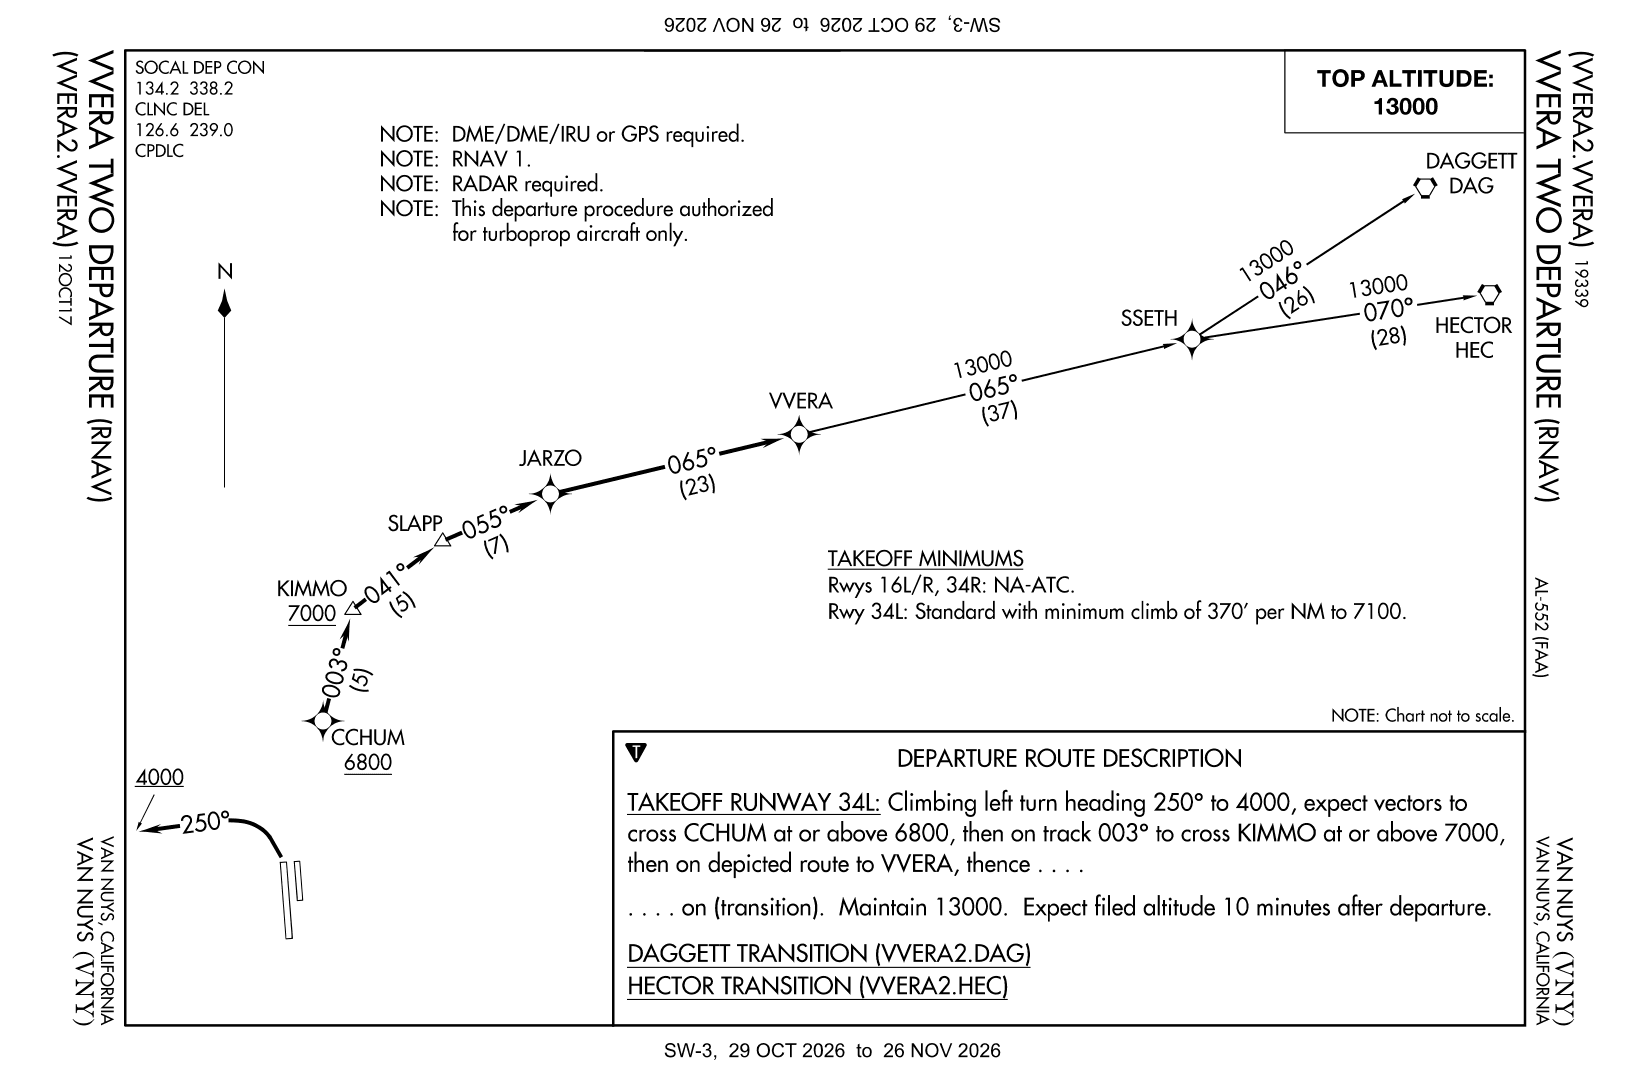 SW-3, 29 OCT 2026 to 26 NOV 2026
(VVERA2.VVERA) 12OCT17
VVERA TWO DEPARTURE (RNAV)
VAN NUYS, CALIFORNIA
VAN NUYS (VNY)
SOCAL DEP CON
134.2 338.2
CLNC DEL
126.6 239.0
CPDLC
NOTE: DME/DME/IRU or GPS required.
NOTE: RNAV 1.
NOTE: RADAR required.
NOTE: This departure procedure authorized
for turboprop aircraft only.
TOP ALTITUDE:
13000
N
DAGGETT
DAG
13000
046°
(26)
13000
070°
(28)
HECTOR
HEC
SSETH
13000
065°
(37)
VVERA
065°
(23)
JARZO
055°
(7)
SLAPP
041°
(5)
KIMMO
7000
003°
(5)
CCHUM
6800
4000
250°
TAKEOFF MINIMUMS
Rwys 16L/R, 34R: NA-ATC.
Rwy 34L: Standard with minimum climb of 370' per NM to 7100.
NOTE: Chart not to scale.
T
DEPARTURE ROUTE DESCRIPTION
TAKEOFF RUNWAY 34L: Climbing left turn heading 250° to 4000, expect vectors to
cross CCHUM at or above 6800, then on track 003° to cross KIMMO at or above 7000,
then on depicted route to VVERA, thence . . . .
. . . . on (transition). Maintain 13000. Expect filed altitude 10 minutes after departure.
DAGGETT TRANSITION (VVERA2.DAG)
HECTOR TRANSITION (VVERA2.HEC)
(VVERA2.VVERA) 19339
VVERA TWO DEPARTURE (RNAV)
AL-552 (FAA)
VAN NUYS (VNY)
VAN NUYS, CALIFORNIA
SW-3, 29 OCT 2026 to 26 NOV 2026